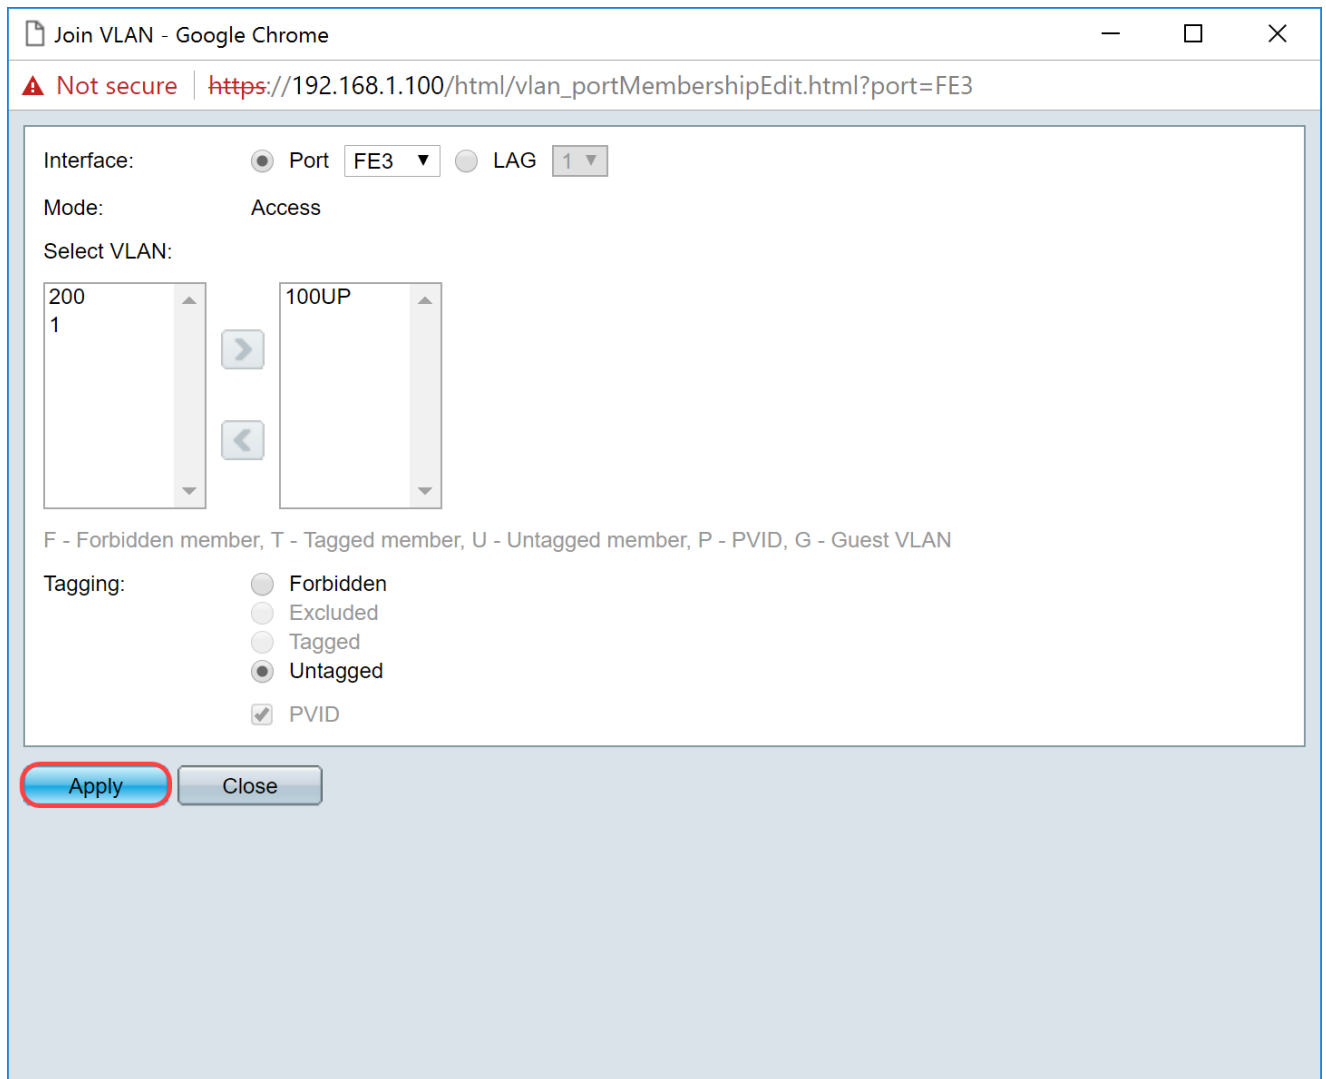 Join VLAN - Google Chrome
Not secure https://192.168.1.100/html/vlan_portMembershipEdit.html?port=FE3
Interface: Port FE3 LAG 1
Mode: Access
Select VLAN:
200 100UP
1
F - Forbidden member, T - Tagged member, U - Untagged member, P - PVID, G - Guest VLAN
Tagging: Forbidden
Excluded
Tagged
Untagged
PVID
Apply Close